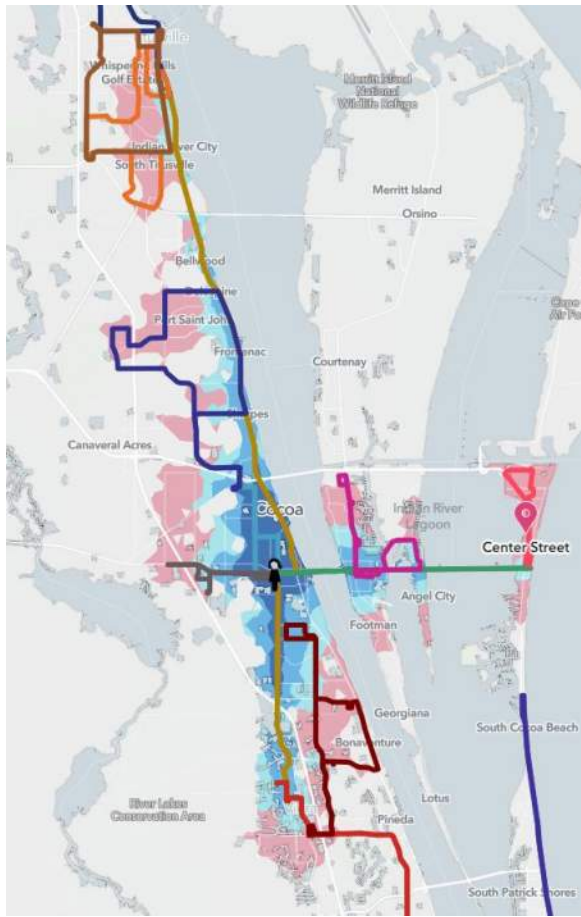 Whispering Hills
Golf Estates
Merritt Island
National
Wildlife Refuge
Indian River City
South Titusville
Merritt Island
Orsino
Bellwood
Port Saint John
Frontenac
Courtenay
Sharpes
Canaveral Acres
Cocoa
Indian River
Lagoon
Center Street
Angel City
Footman
Georgiana
South Cocoa Beach
Bonaventure
Lotus
River Lakes
Conservation Area
Pineda
South Patrick Shores